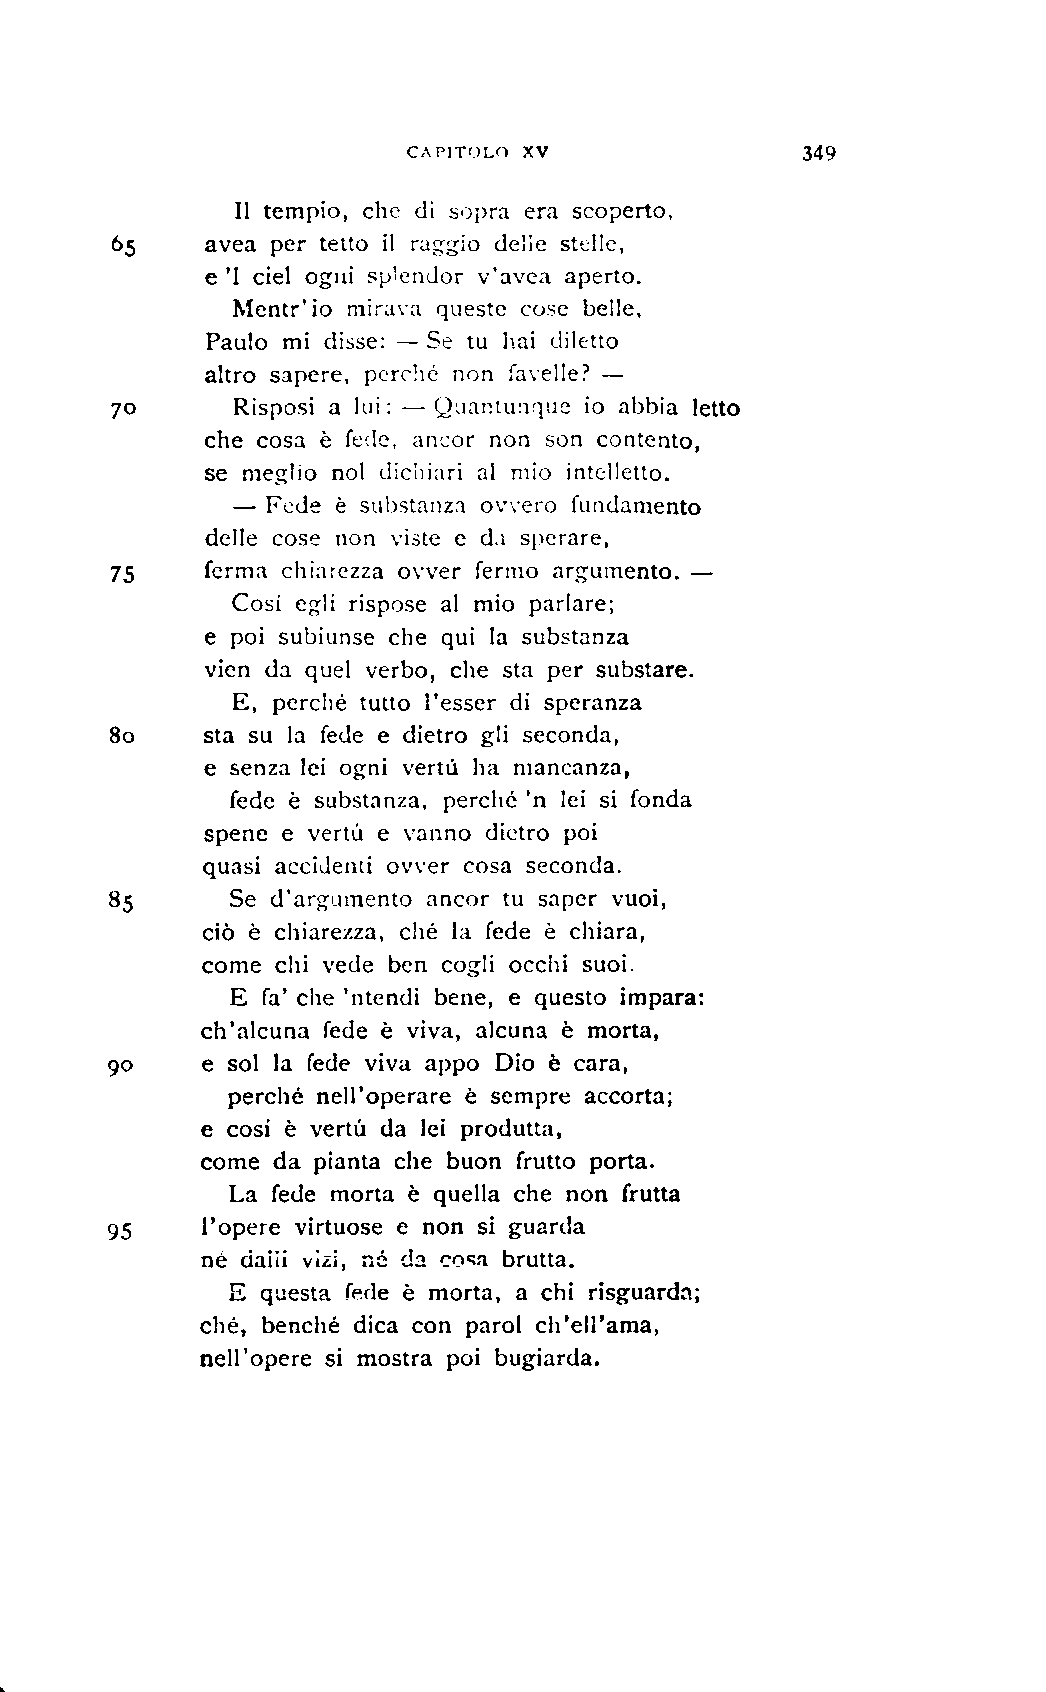 CAPITOLO XV 349
Il tempio, che di sopra era scoperto,
65 avea per tetto il raggio delle stelle,
e 'l ciel ogni splendor v'avea aperto.
Mentr'io mirava queste cose belle,
Paulo mi disse: — Se tu hai diletto
altro sapere, perché non favelle? —
70 Risposi a lui: — Quantunque io abbia letto
che cosa è fede, ancor non son contento,
se meglio nol dichiari al mio intelletto.
— Fede è substanza ovvero fundamento
delle cose non viste e da sperare,
75 ferma chiarezza ovver fermo argumento. —
Cosí egli rispose al mio parlare;
e poi subiunse che qui la substanza
vien da quel verbo, che sta per substare.
E, perché tutto l'esser di speranza
80 sta su la fede e dietro gli seconda,
e senza lei ogni vertú ha mancanza,
fede è substanza, perché 'n lei si fonda
spene e vertú e vanno dietro poi
quasi accidenti ovver cosa seconda.
85 Se d'argumento ancor tu saper vuoi,
ciò è chiarezza, ché la fede è chiara,
come chi vede ben cogli occhi suoi.
E fa' che 'ntendi bene, e questo impara:
ch'alcuna fede è viva, alcuna è morta,
90 e sol la fede viva appo Dio è cara,
perché nell'operare è sempre accorta;
e cosí è vertú da lei produtta,
come da pianta che buon frutto porta.
La fede morta è quella che non frutta
95 l'opere virtuose e non si guarda
né dalli vizi, né da cosa brutta.
E questa fede è morta, a chi risguarda;
ché, benché dica con parol ch'ell'ama,
nell'opere si mostra poi bugiarda.